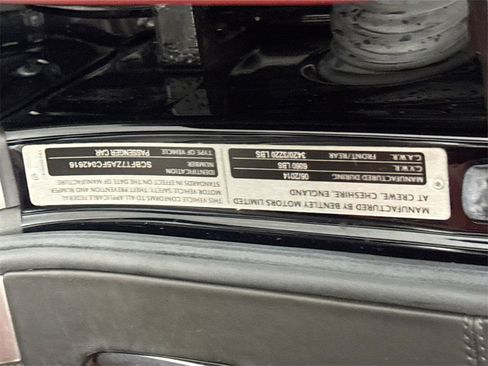 MANUFACTURED BY BENTLEY MOTORS LIMITED
AT CREWE, CHESHIRE, ENGLAND
MANUFACTURED DURING 06/2014
G.V.W.R. 6060 LBS
G.A.W.R. FRONT/REAR 3420/3220 LBS
THIS VEHICLE CONFORMS TO ALL APPLICABLE FEDERAL
MOTOR VEHICLE SAFETY, THEFT PREVENTION AND BUMPER
STANDARDS IN EFFECT ON THE DATE OF MANUFACTURE
IDENTIFICATION
NUMBER SCBFT7ZA5FC042616
TYPE OF VEHICLE PASSENGER CAR